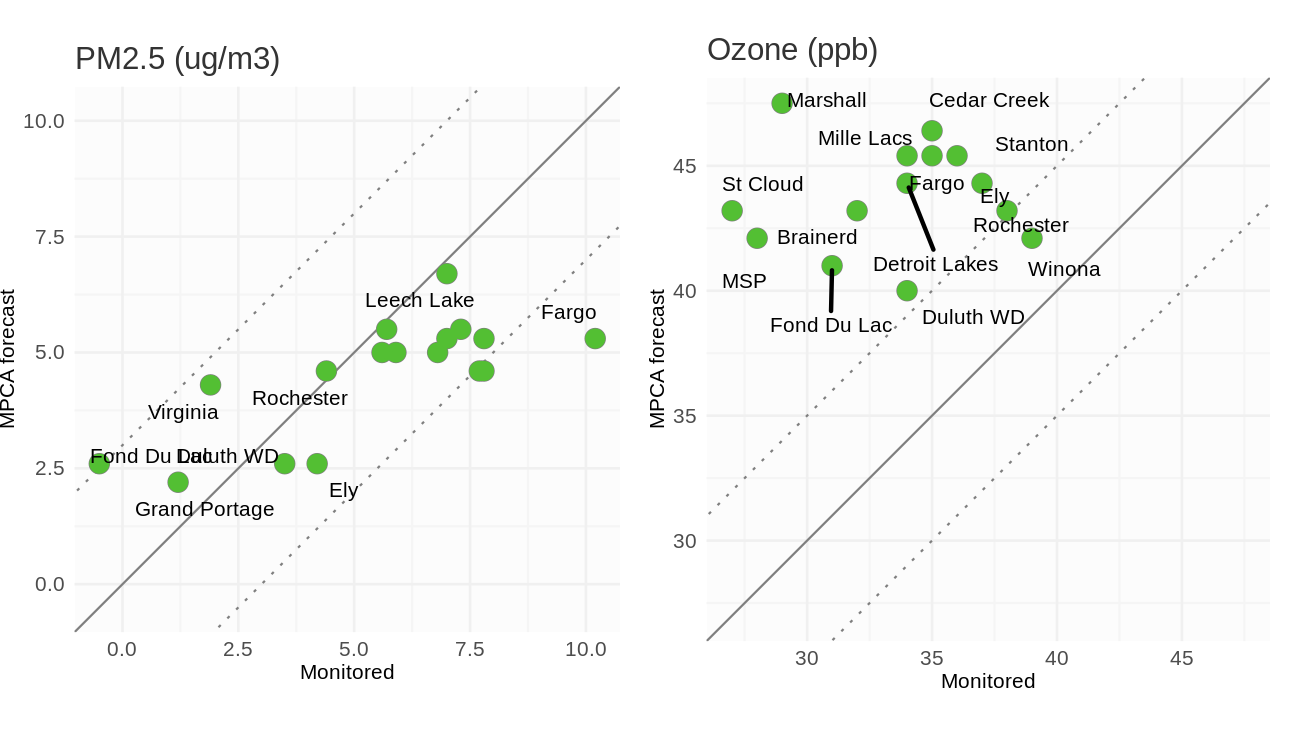 PM2.5 (ug/m3)
10.0
7.5
5.0
2.5
0.0
MPCA forecast
Leech Lake
Fargo
Virginia
Rochester
Fond Du Lac
Duluth WD
Ely
Grand Portage
0.0 2.5 5.0 7.5 10.0
Monitored
Ozone (ppb)
45
40
35
30
MPCA forecast
Marshall
Cedar Creek
Mille Lacs
Stanton
St Cloud
Fargo
Ely
Rochester
Brainerd
Detroit Lakes
Winona
MSP
Duluth WD
Fond Du Lac
30 35 40 45
Monitored